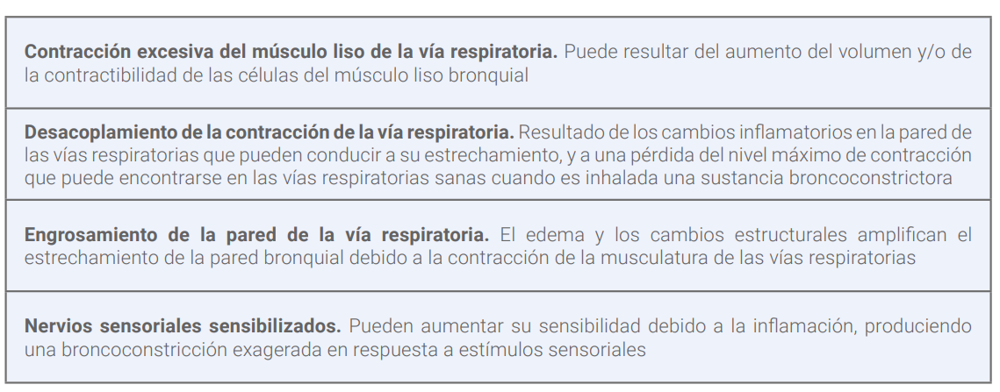 Contracción excesiva del músculo liso de la vía respiratoria. Puede resultar del aumento del volumen y/o de
la contractibilidad de las células del músculo liso bronquial
Desacoplamiento de la contracción de la vía respiratoria. Resultado de los cambios inflamatorios en la pared de
las vías respiratorias que pueden conducir a su estrechamiento, y a una pérdida del nivel máximo de contracción
que puede encontrarse en las vías respiratorias sanas cuando es inhalada una sustancia broncoconstrictora
Engrosamiento de la pared de la vía respiratoria. El edema y los cambios estructurales amplifican el
estrechamiento de la pared bronquial debido a la contracción de la musculatura de las vías respiratorias
Nervios sensoriales sensibilizados. Pueden aumentar su sensibilidad debido a la inflamación, produciendo
una broncoconstricción exagerada en respuesta a estímulos sensoriales